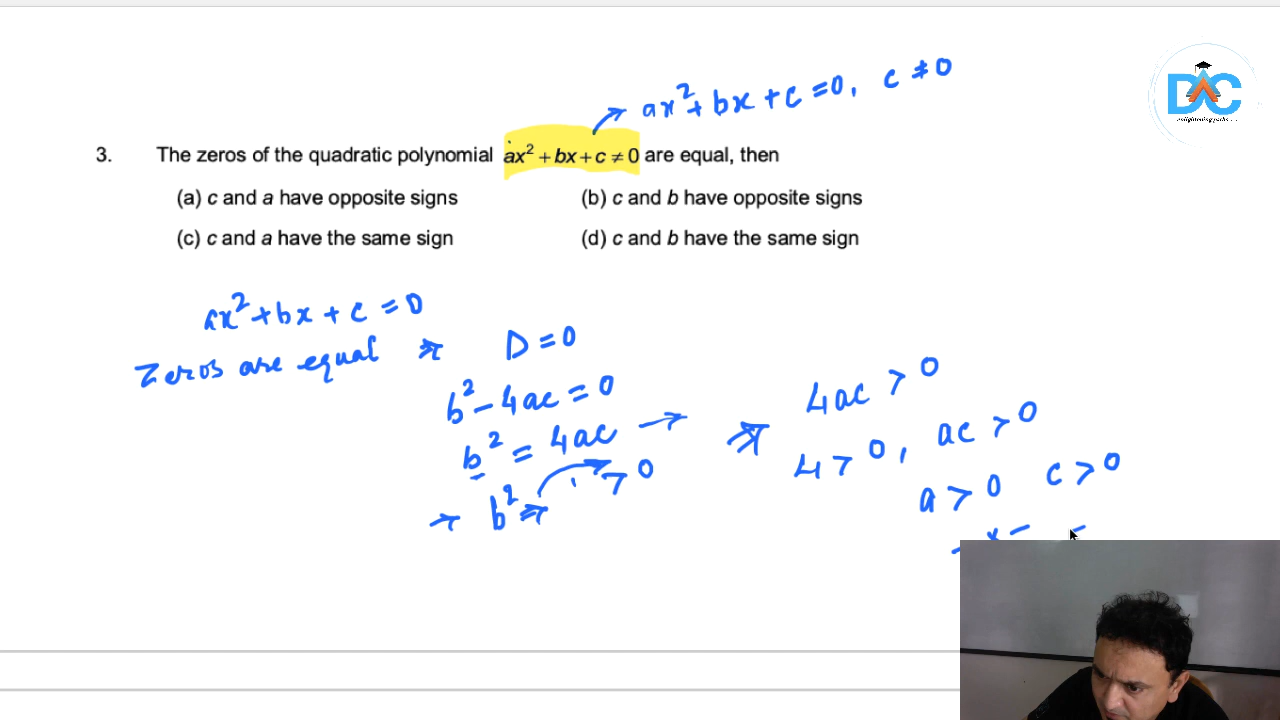 ax² + bx + c = 0, c ≠ 0
DAC
enlightening paths...
3. The zeros of the quadratic polynomial ax² + bx + c ≠ 0 are equal, then
(a) c and a have opposite signs (b) c and b have opposite signs
(c) c and a have the same sign (d) c and b have the same sign
ax² + bx + c = 0
Zeros are equal ⇒ D = 0
b² - 4ac = 0
b² = 4ac → ⇒ 4ac > 0
4 > 0, ac > 0
→ b² ⇒ > 0
a > 0 c > 0
- x - -